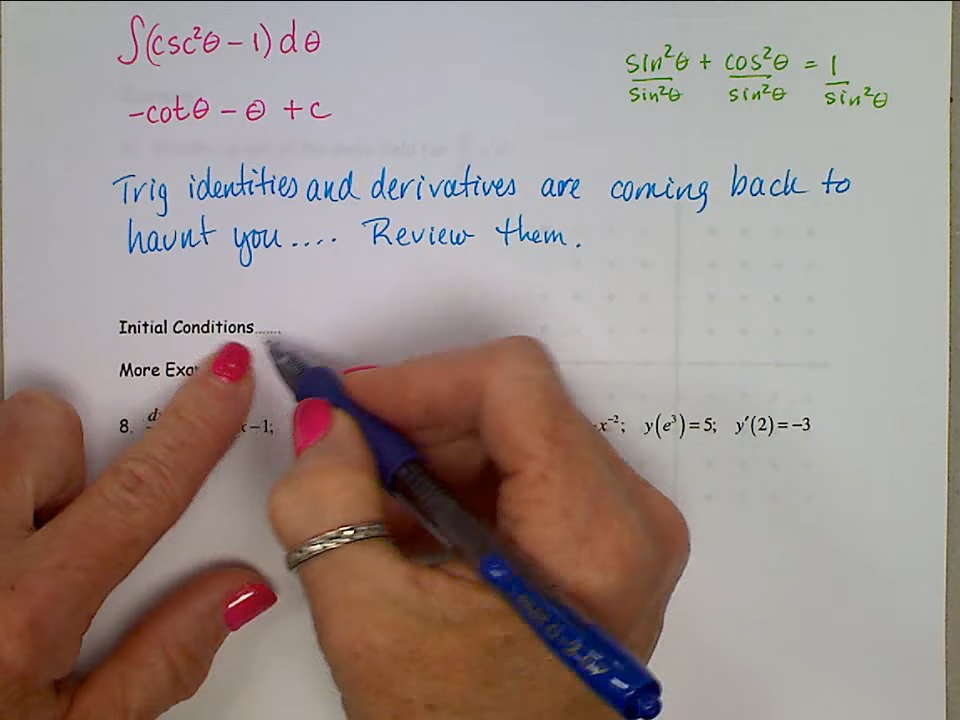 ∫(csc²θ − 1) dθ
sin²θ/sin²θ + cos²θ/sin²θ = 1/sin²θ
−cotθ − θ + c
Trig identities and derivatives are coming back to
haunt you.... Review them.
Initial Conditions.......
More
8. −1; x⁻²; y(e³)=5; y′(2)=−3